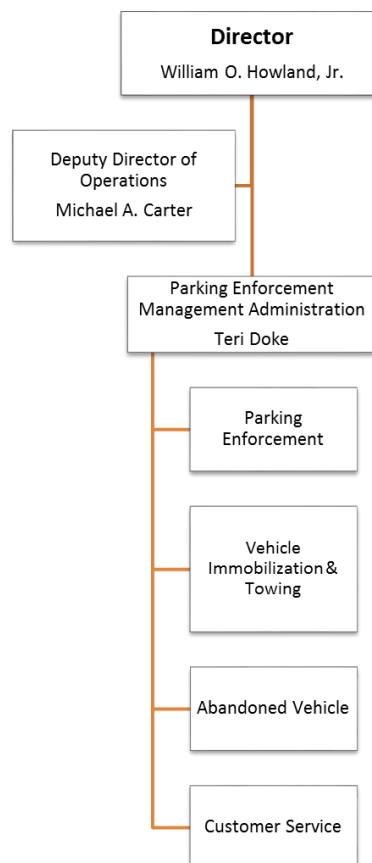 Director
William O. Howland, Jr.
Deputy Director of
Operations
Michael A. Carter
Parking Enforcement
Management Administration
Teri Doke
Parking
Enforcement
Vehicle
Immobilization &
Towing
Abandoned Vehicle
Customer Service